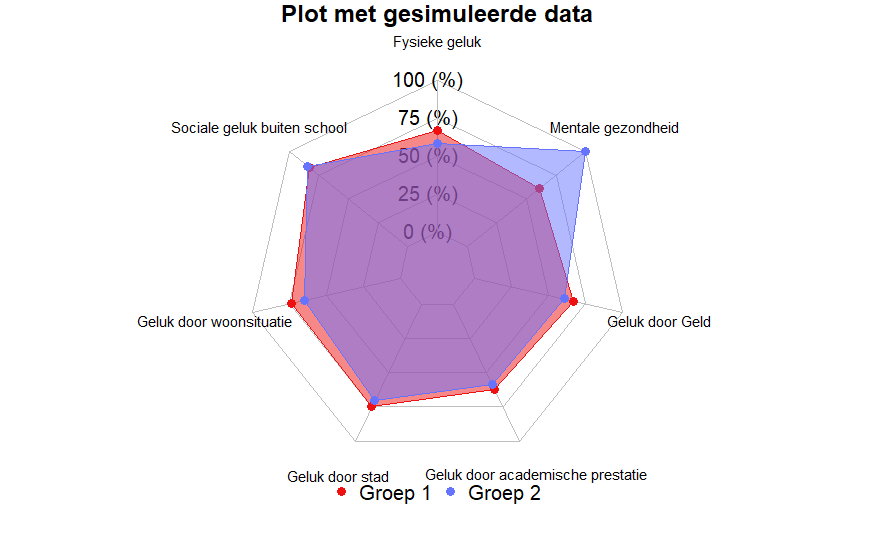 Plot met gesimuleerde data
Fysieke geluk
100 (%)
75 (%)
Sociale geluk buiten school
Mentale gezondheid
50 (%)
25 (%)
0 (%)
Geluk door woonsituatie
Geluk door Geld
Geluk door stad
Geluk door academische prestatie
Groep 1 Groep 2